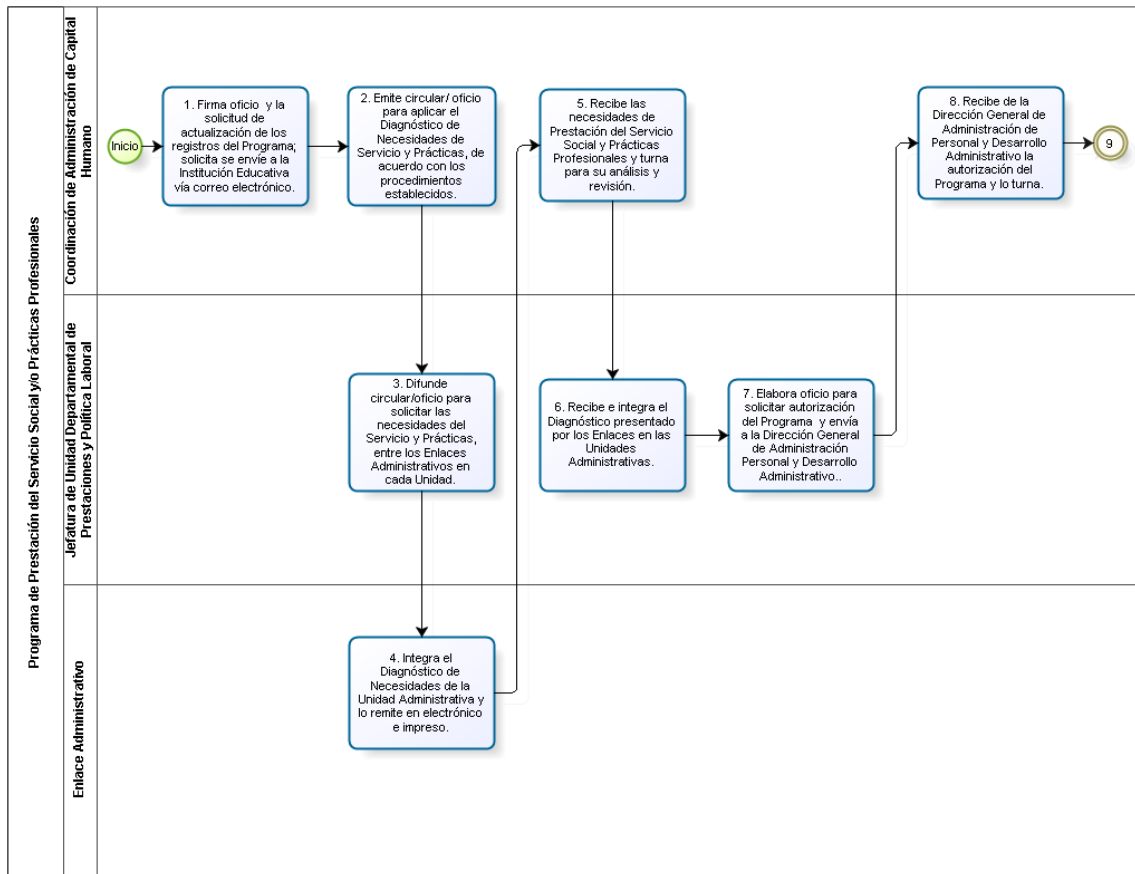 Programa de Prestación del Servicio Social y/o Prácticas Profesionales
Coordinación de Administración de Capital
Humano
Inicio
1. Firma oficio y la
solicitud de
actualización de los
registros del Programa;
solicita se envíe a la
Institución Educativa
vía correo electrónico.
2. Emite circular/ oficio
para aplicar el
Diagnóstico de
Necesidades de
Servicio y Prácticas, de
acuerdo con los
procedimientos
establecidos.
5. Recibe las
necesidades de
Prestación del Servicio
Social y Prácticas
Profesionales y turna
para su análisis y
revisión.
8. Recibe de la
Dirección General de
Administración de
Personal y Desarrollo
Administrativo la
autorización del
Programa y lo turna.
9
Jefatura de Unidad Departamental de
Prestaciones y Política Laboral
3. Difunde
circular/oficio para
solicitar las
necesidades del
Servicio y Prácticas,
entre los Enlaces
Administrativos en
cada Unidad.
6. Recibe e integra el
Diagnóstico presentado
por los Enlaces en las
Unidades
Administrativas.
7. Elabora oficio para
solicitar autorización
del Programa y envía
a la Dirección General
de Administración
Personal y Desarrollo
Administrativo..
Enlace Administrativo
4. Integra el
Diagnóstico de
Necesidades de la
Unidad Administrativa y
lo remite en electrónico
e impreso.